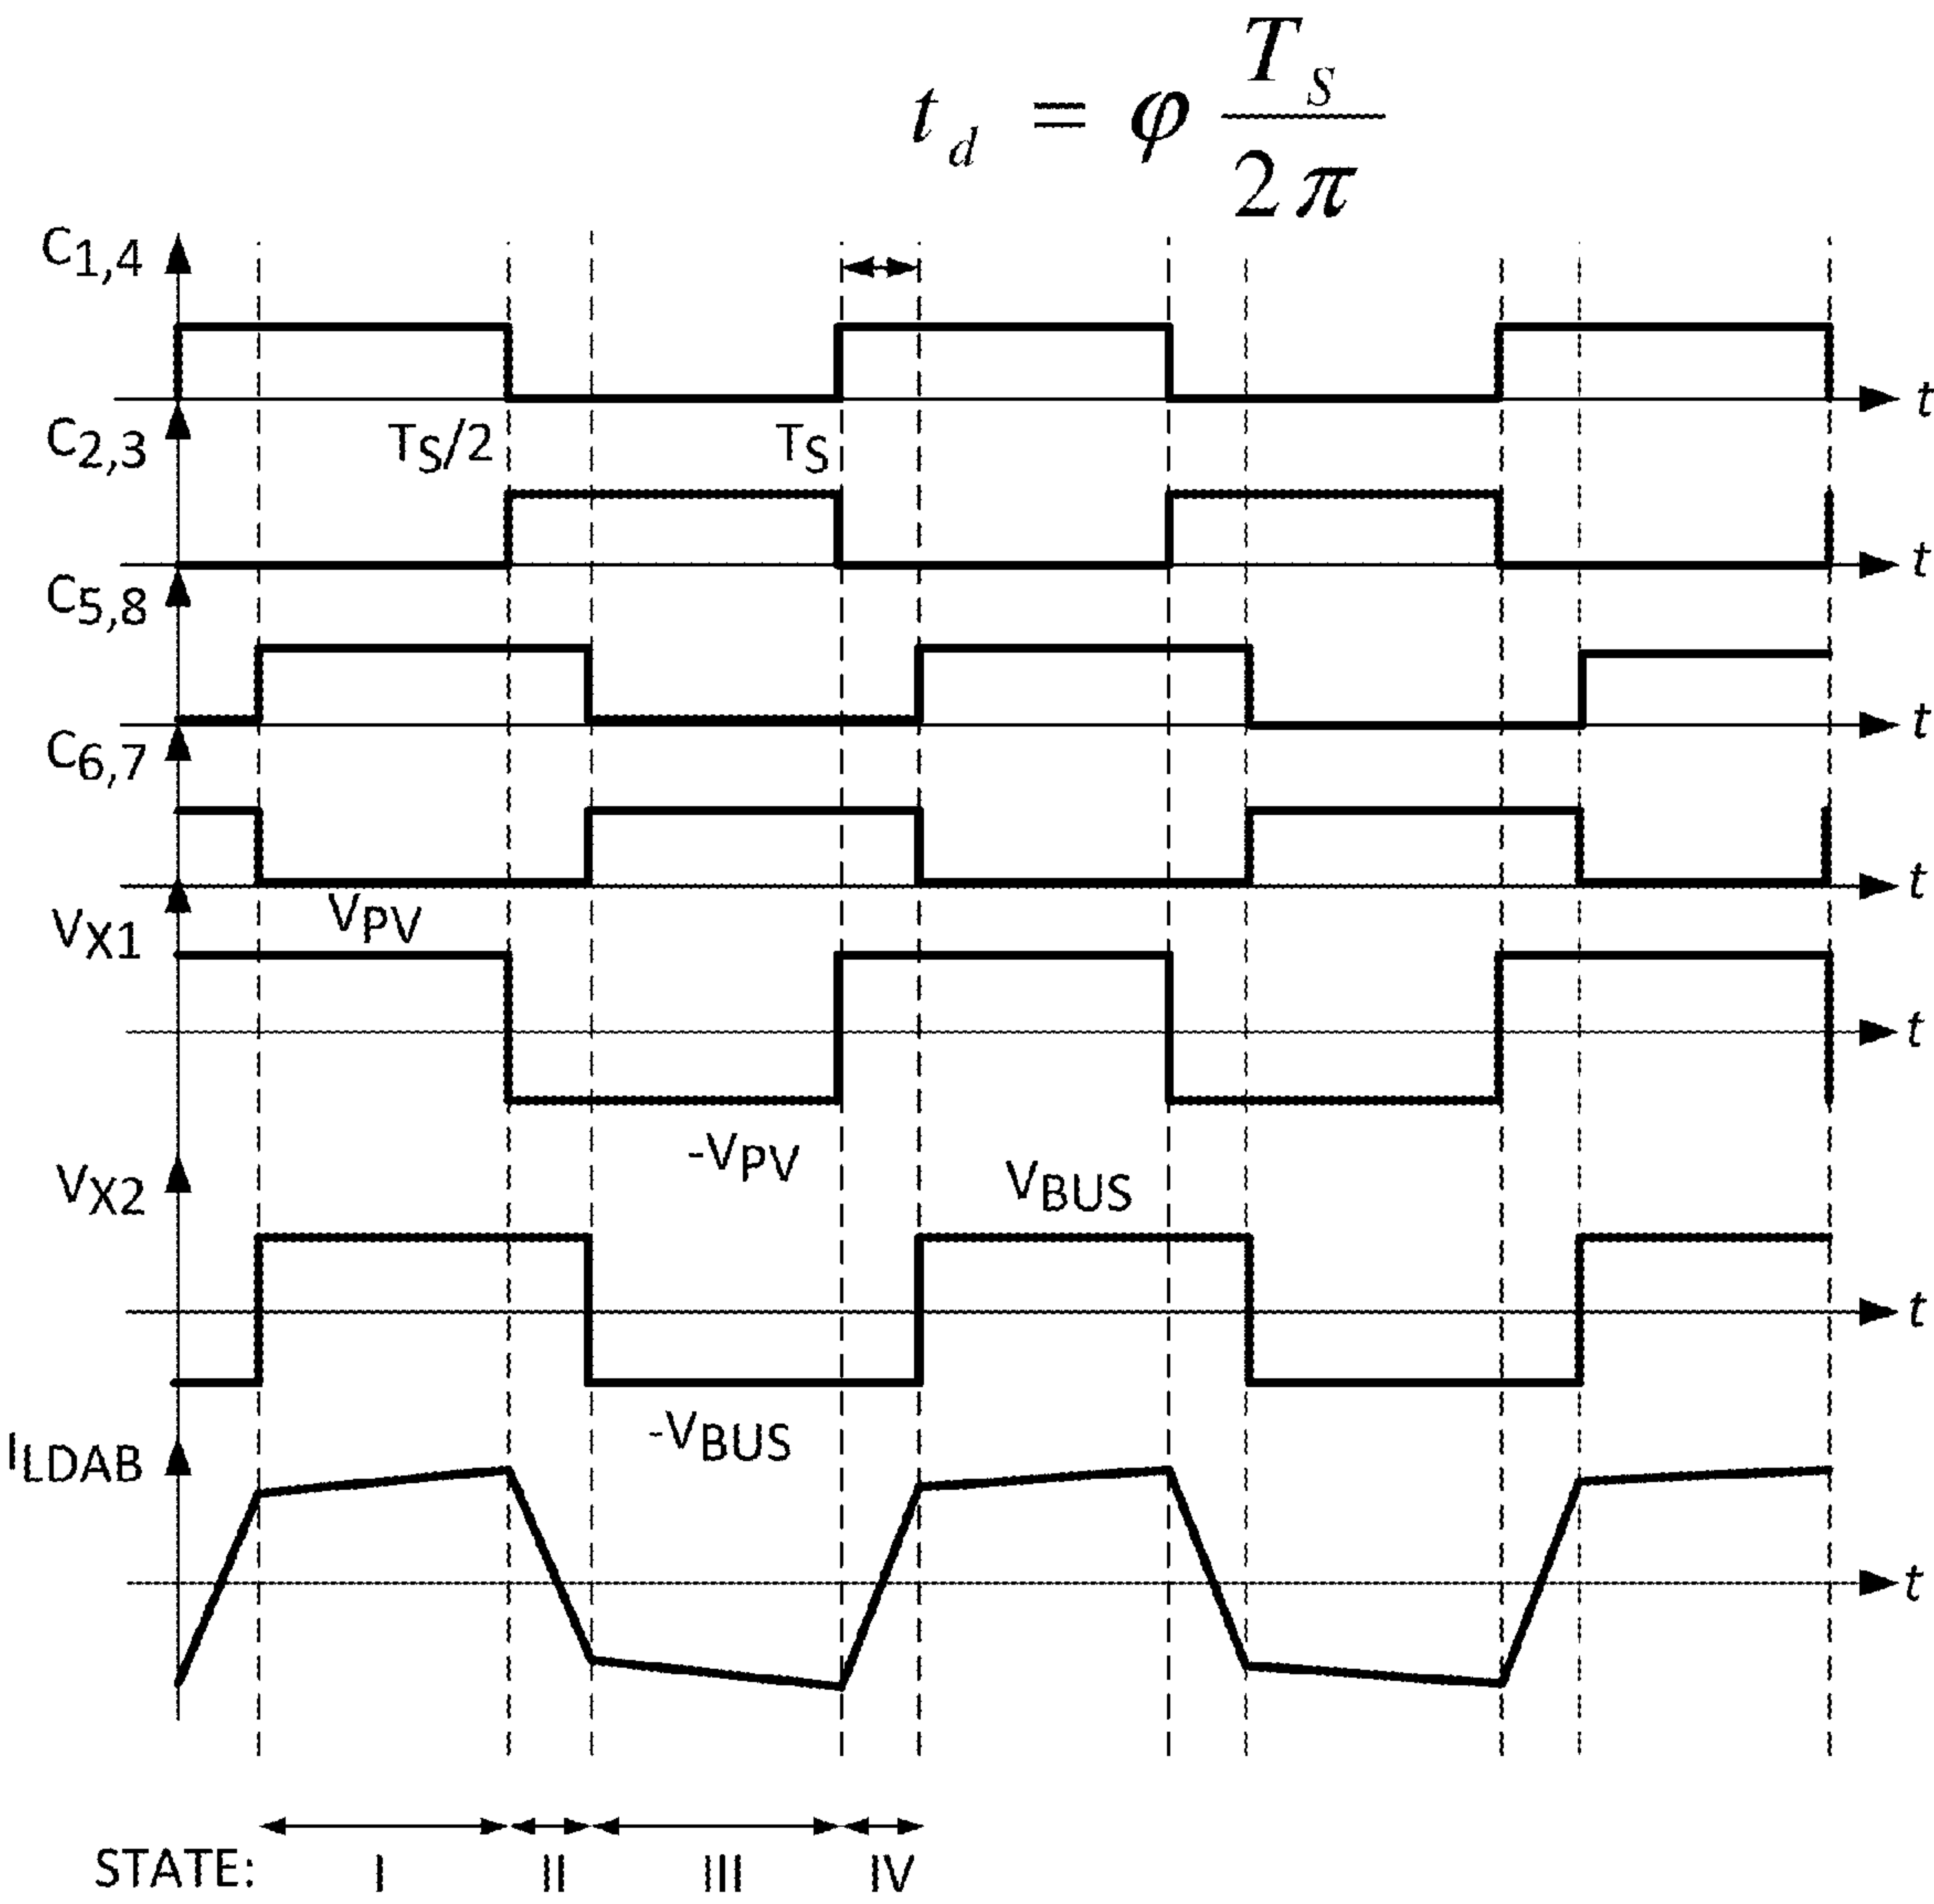 t_d = φ T_S / 2π
C1,4
t
TS/2
TS
C2,3
t
C5,8
t
C6,7
t
VPV
VX1
t
-VPV
VBUS
VX2
t
-VBUS
ILDAB
t
STATE: I II III IV